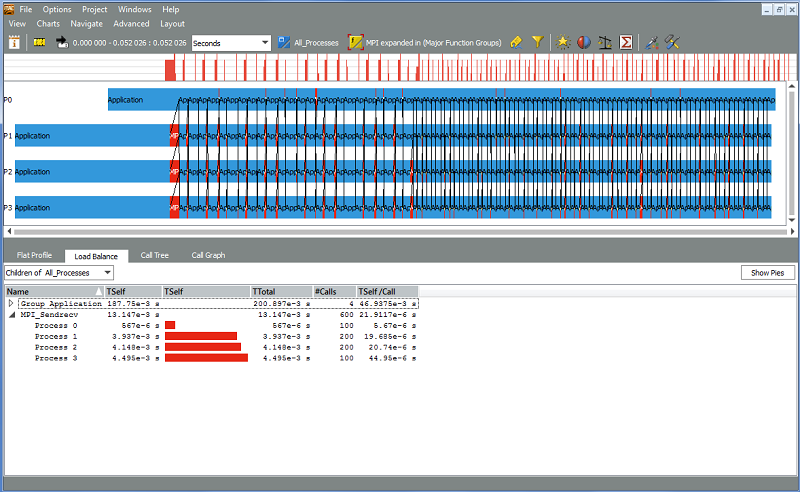 File Options Project Windows Help
View Charts Navigate Advanced Layout
0.000 000 - 0.052 026 : 0.052 026 Seconds All_Processes MPI expanded in (Major Function Groups)
P0 Application
P1 Application
P2 Application
P3 Application
Flat Profile Load Balance Call Tree Call Graph
Children of All_Processes Show Pies
Name TSelf TSelf TTotal #Calls TSelf /Call
Group Application 187.75e-3 s 200.897e-3 s 4 46.9375e-3 s
MPI_Sendrecv 13.147e-3 s 13.147e-3 s 600 21.9117e-6 s
Process 0 567e-6 s 567e-6 s 100 5.67e-6 s
Process 1 3.937e-3 s 3.937e-3 s 200 19.685e-6 s
Process 2 4.148e-3 s 4.148e-3 s 200 20.74e-6 s
Process 3 4.495e-3 s 4.495e-3 s 100 44.95e-6 s